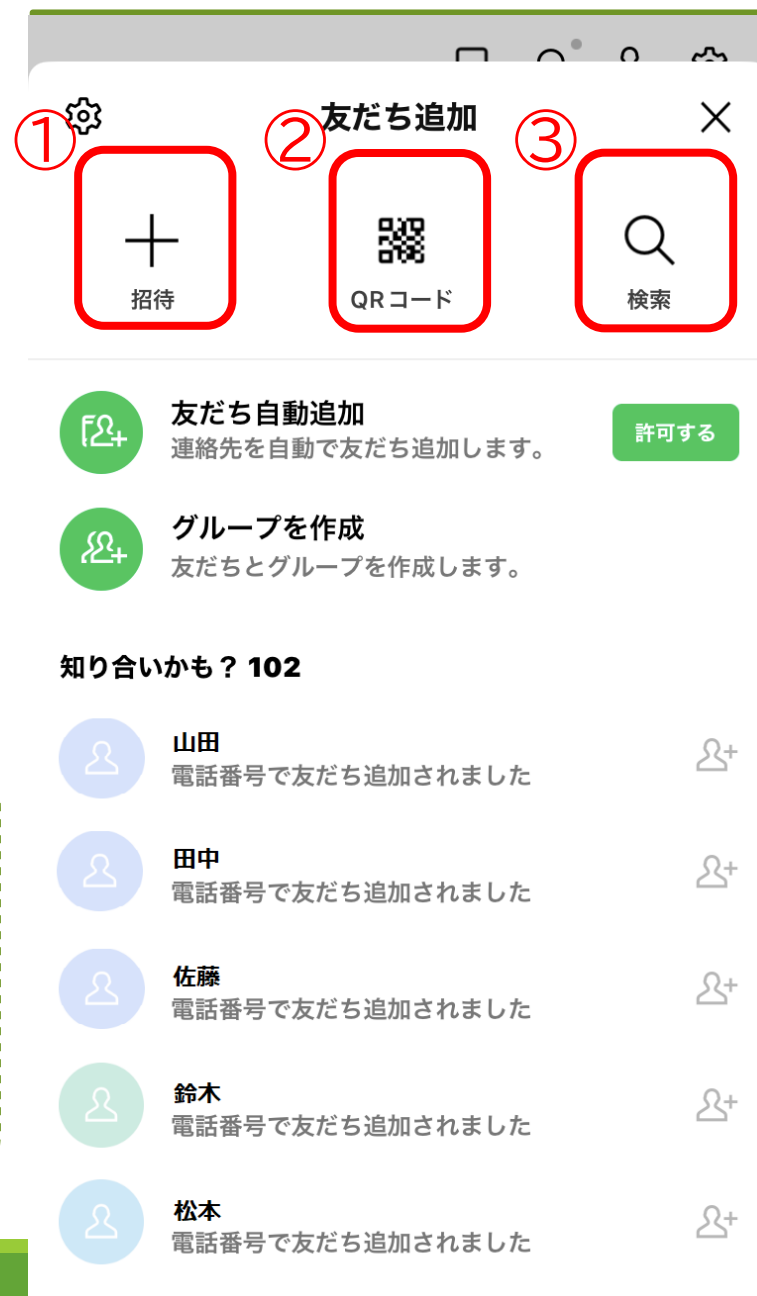 友だち追加
① ② ③
招待 QRコード 検索
友だち自動追加
連絡先を自動で友だち追加します。
許可する
グループを作成
友だちとグループを作成します。
知り合いかも？ 102
山田
電話番号で友だち追加されました
田中
電話番号で友だち追加されました
佐藤
電話番号で友だち追加されました
鈴木
電話番号で友だち追加されました
松本
電話番号で友だち追加されました